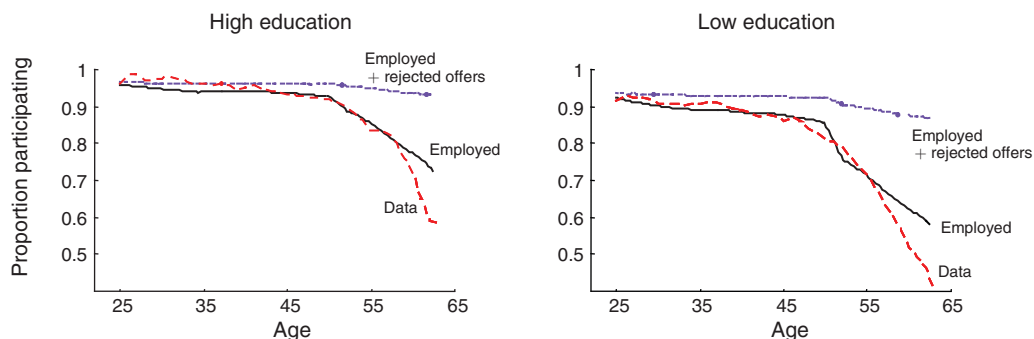 High education
Proportion participating
1
0.9
0.8
0.7
0.6
0.5
Employed
+ rejected offers
Employed
Data
25
35
45
55
65
Age
Low education
1
0.9
0.8
0.7
0.6
0.5
Employed
+ rejected offers
Employed
Data
25
35
45
55
65
Age